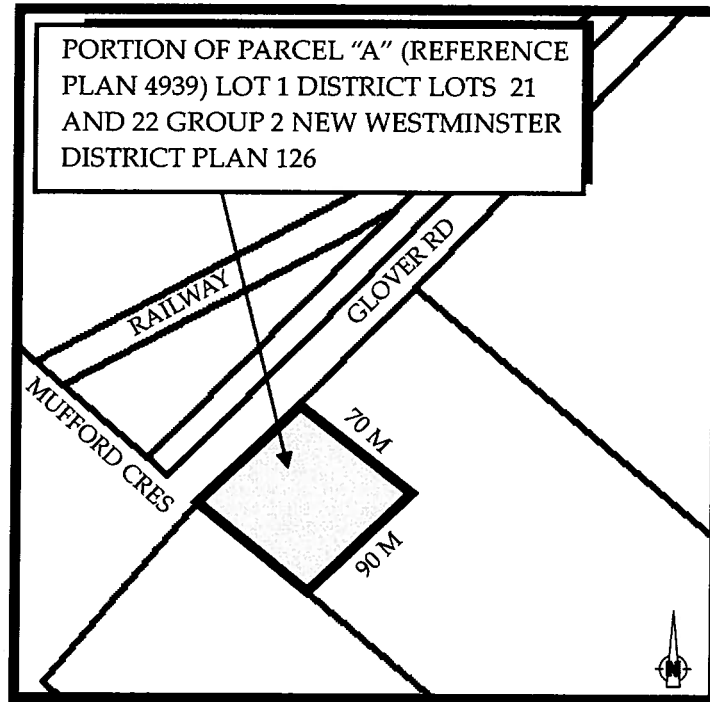 PORTION OF PARCEL “A” (REFERENCE
PLAN 4939) LOT 1 DISTRICT LOTS 21
AND 22 GROUP 2 NEW WESTMINSTER
DISTRICT PLAN 126
GLOVER RD
RAILWAY
MUFFORD CRES
70 M
90 M
N